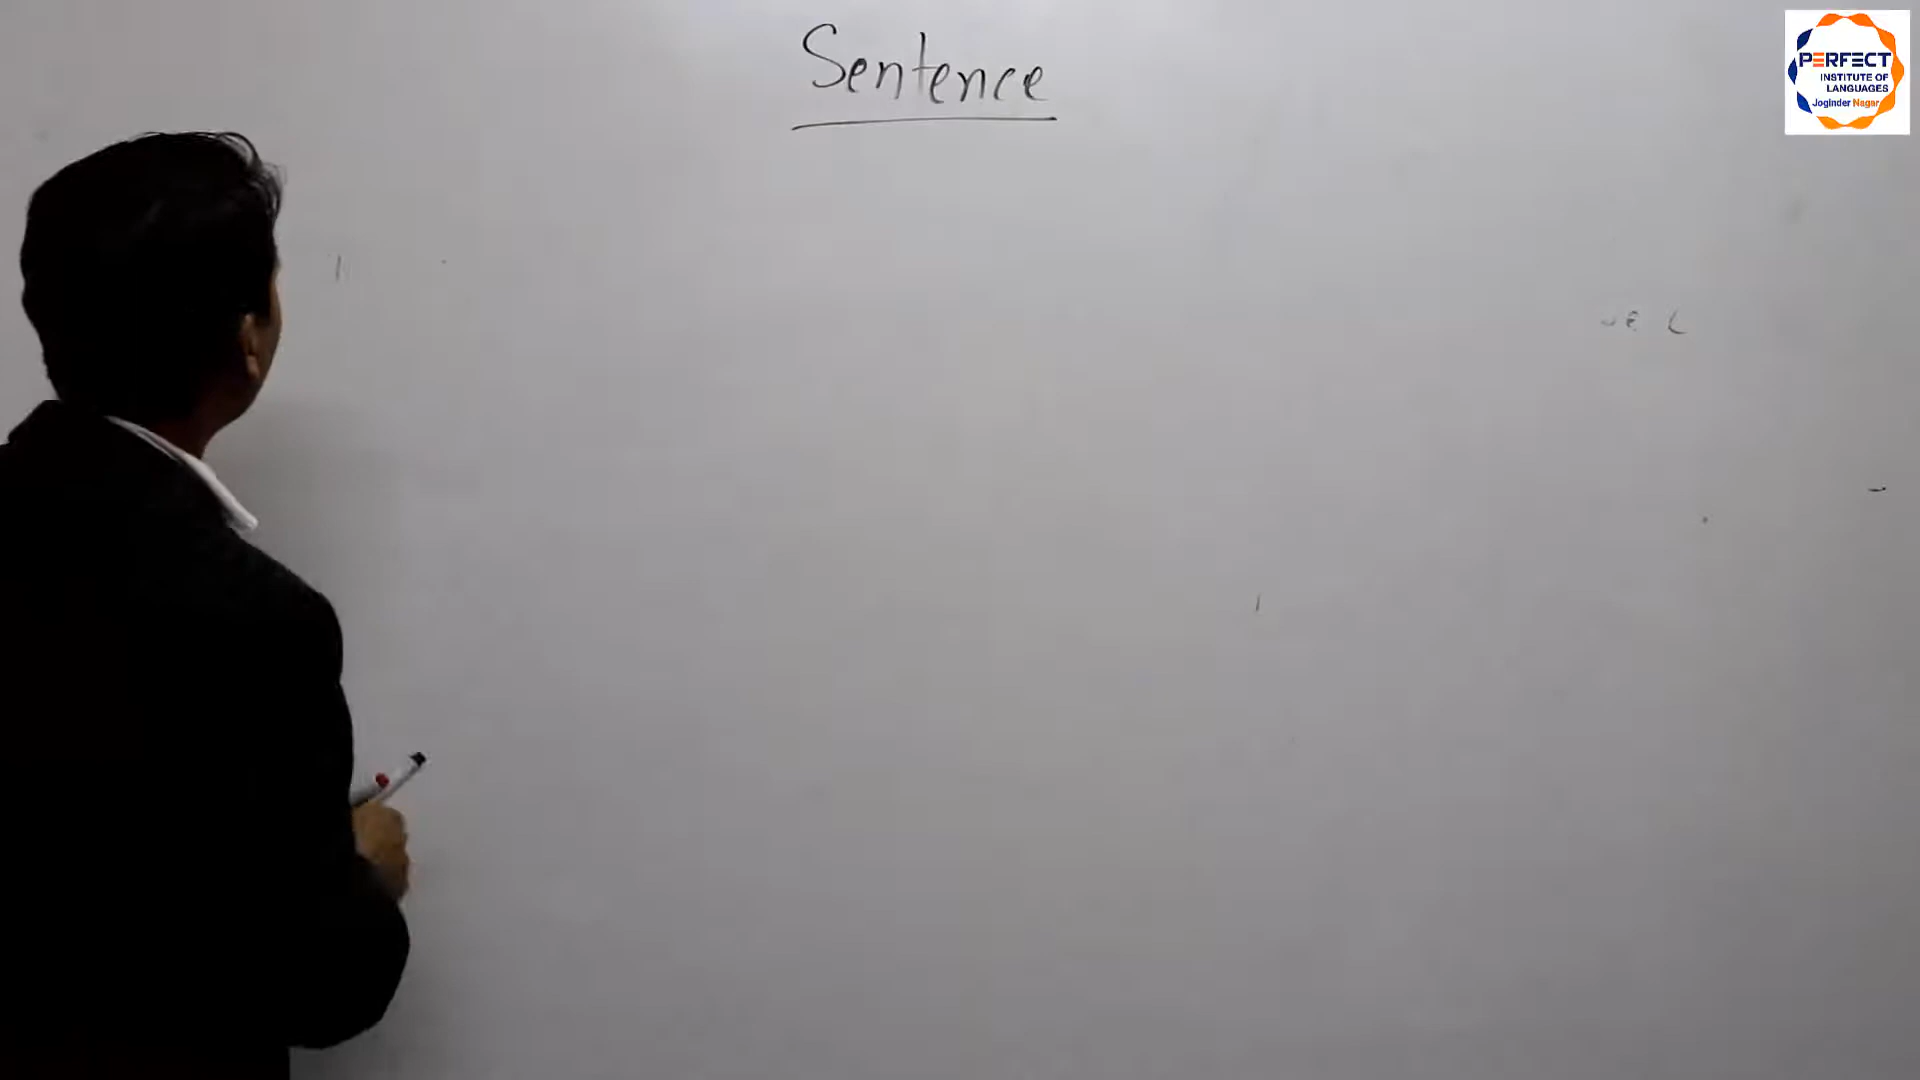 Sentence
PERFECT
INSTITUTE OF
LANGUAGES
Joginder Nagar